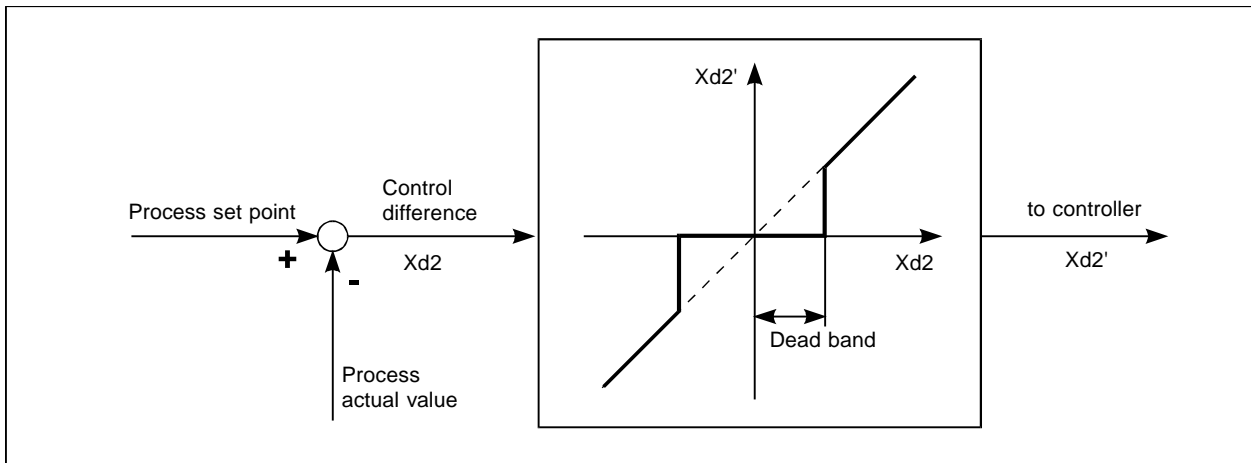 Process set point
+
-
Control
difference
Xd2
Process
actual value
Xd2'
Xd2
Dead band
to controller
Xd2'